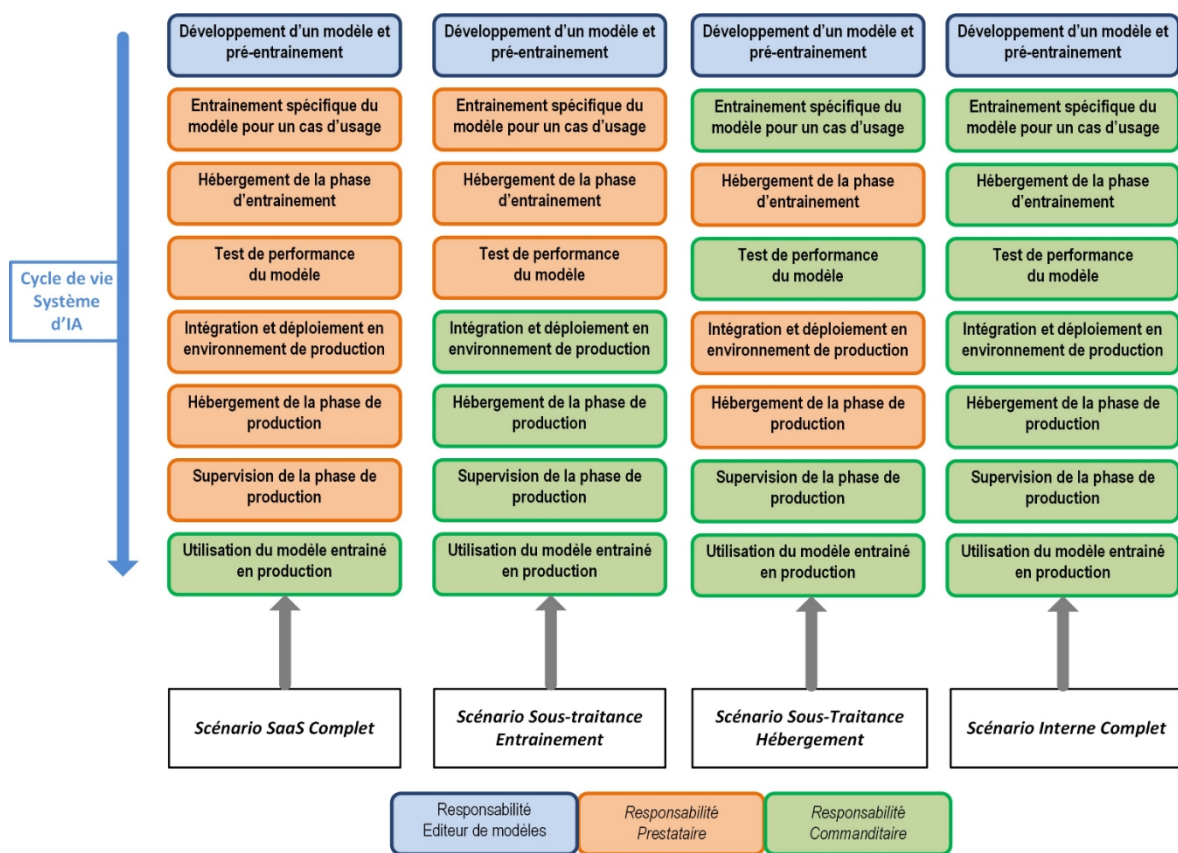 Développement d'un modèle et
pré-entrainement
Développement d'un modèle et
pré-entrainement
Développement d'un modèle et
pré-entrainement
Développement d'un modèle et
pré-entrainement
Entrainement spécifique du
modèle pour un cas d'usage
Entrainement spécifique du
modèle pour un cas d'usage
Entrainement spécifique du
modèle pour un cas d'usage
Entrainement spécifique du
modèle pour un cas d'usage
Hébergement de la phase
d'entrainement
Hébergement de la phase
d'entrainement
Hébergement de la phase
d'entrainement
Hébergement de la phase
d'entrainement
Cycle de vie
Système
d'IA
Test de performance
du modèle
Test de performance
du modèle
Test de performance
du modèle
Test de performance
du modèle
Intégration et déploiement en
environnement de production
Intégration et déploiement en
environnement de production
Intégration et déploiement en
environnement de production
Intégration et déploiement en
environnement de production
Hébergement de la phase de
production
Hébergement de la phase de
production
Hébergement de la phase de
production
Hébergement de la phase de
production
Supervision de la phase de
production
Supervision de la phase de
production
Supervision de la phase de
production
Supervision de la phase de
production
Utilisation du modèle entrainé
en production
Utilisation du modèle entrainé
en production
Utilisation du modèle entrainé
en production
Utilisation du modèle entrainé
en production
Scénario SaaS Complet
Scénario Sous-traitance
Entrainement
Scénario Sous-Traitance
Hébergement
Scénario Interne Complet
Responsabilité
Editeur de modèles
Responsabilité
Prestataire
Responsabilité
Commanditaire